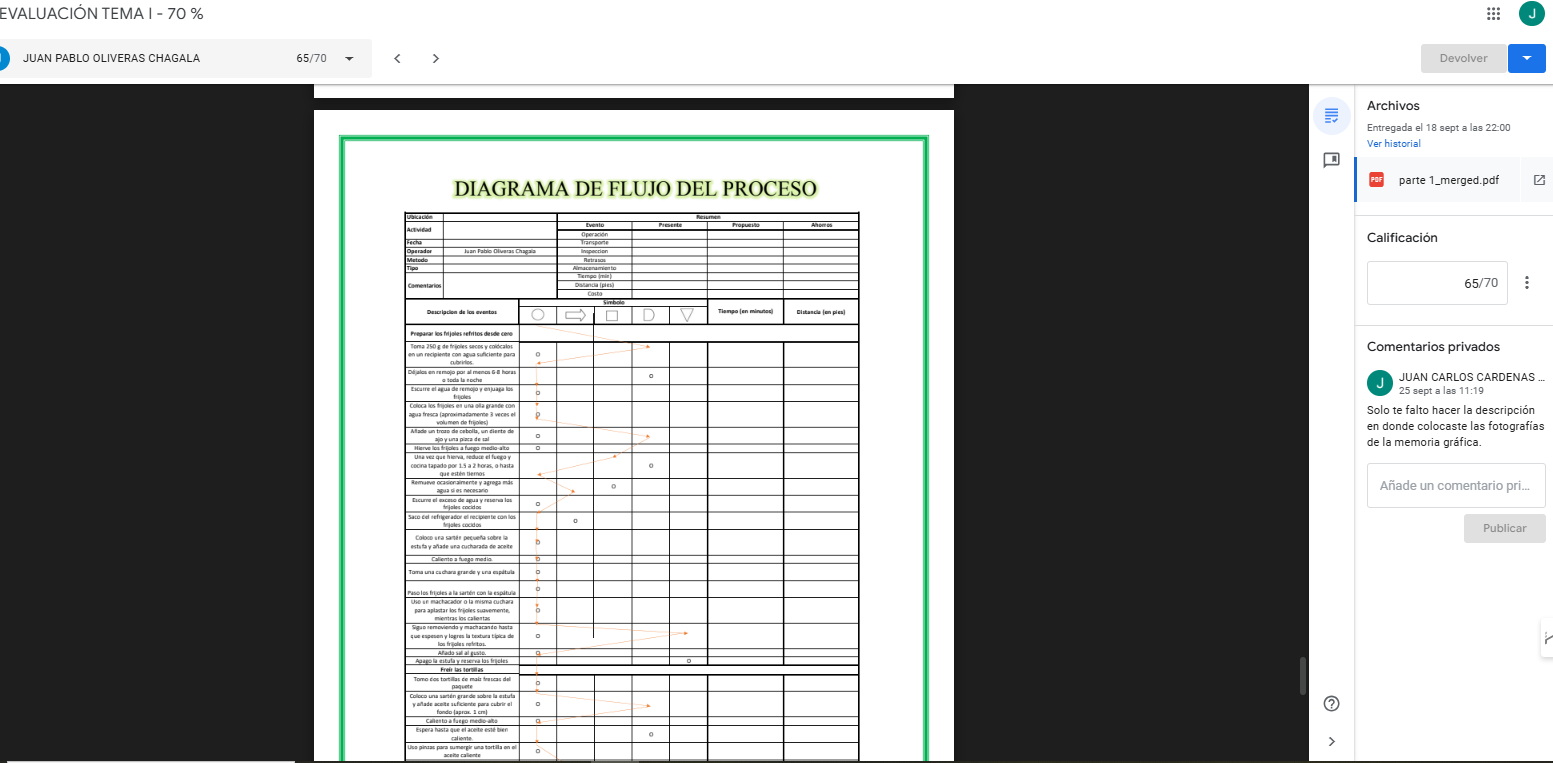 EVALUACIÓN TEMA I - 70 %
J
JUAN PABLO OLIVERAS CHAGALA
65/70
Devolver
DIAGRAMA DE FLUJO DEL PROCESO
Ubicación
Resumen
Actividad
Evento Presente Propuesto Ahorros
Operación
Fecha
Transporte
Operador Juan Pablo Oliveras Chagala
Inspeccion
Metodo
Retrasos
Tipo
Almacenamiento
Comentarios
Tiempo (min)
Distancia (pies)
Costo
Descripcion de los eventos
Simbolo
Tiempo (en minutos)
Distancia (en pies)
D
Preparar los frijoles refritos desde cero
Toma 250 g de frijoles secos y colócalos
en un recipiente con agua suficiente para
cubrirlos.
Déjalos en remojo por al menos 6-8 horas
o toda la noche
Escurre el agua de remojo y enjuaga los
frijoles
Coloca los frijoles en una olla grande con
agua fresca (aproximadamente 3 veces el
volumen de frijoles)
Añade un trozo de cebolla, un diente de
ajo y una pizca de sal
Hierve los frijoles a fuego medio-alto
Una vez que hierva, reduce el fuego y
cocina tapado por 1.5 a 2 horas, o hasta
que estén tiernos
Remueve ocasionalmente y agrega más
agua si es necesario
Escurre el exceso de agua y reserva los
frijoles cocidos
Saco del refrigerador el recipiente con los
frijoles cocidos
Coloco una sartén pequeña sobre la
estufa y añade una cucharada de aceite
Caliento a fuego medio.
Toma una cuchara grande y una espátula
Paso los frijoles a la sartén con la espátula
Uso un machacador o la misma cuchara
para aplastar los frijoles suavemente,
mientras los calientas
Sigue removiendo y machacando hasta
que espesen y logres la textura típica de
los frijoles refritos.
Añado sal al gusto.
Apago la estufa y reserva los frijoles
Freír las tortillas
Tomo dos tortillas de maíz frescas del
paquete
Coloco una sartén grande sobre la estufa
y añade aceite suficiente para cubrir el
fondo (aprox. 1 cm)
Caliento a fuego medio-alto
Espera hasta que el aceite esté bien
caliente.
Uso pinzas para sumergir una tortilla en el
aceite caliente
Archivos
Entregada el 18 sept a las 22:00
Ver historial
PDF
parte 1_merged.pdf
Calificación
65/70
Comentarios privados
J
JUAN CARLOS CARDENAS ...
25 sept a las 11:19
Solo te falto hacer la descripción
en donde colocaste las fotografías
de la memoria gráfica.
Añade un comentario pri...
Publicar